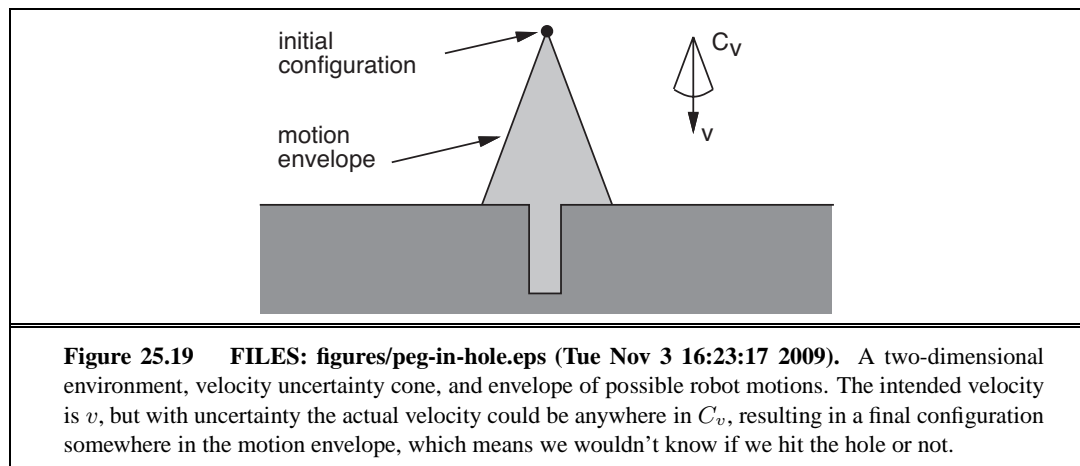 initial
configuration
C_v
motion
envelope
v
Figure 25.19 FILES: figures/peg-in-hole.eps (Tue Nov 3 16:23:17 2009). A two-dimensional
environment, velocity uncertainty cone, and envelope of possible robot motions. The intended velocity
is v, but with uncertainty the actual velocity could be anywhere in C_v, resulting in a final configuration
somewhere in the motion envelope, which means we wouldn't know if we hit the hole or not.